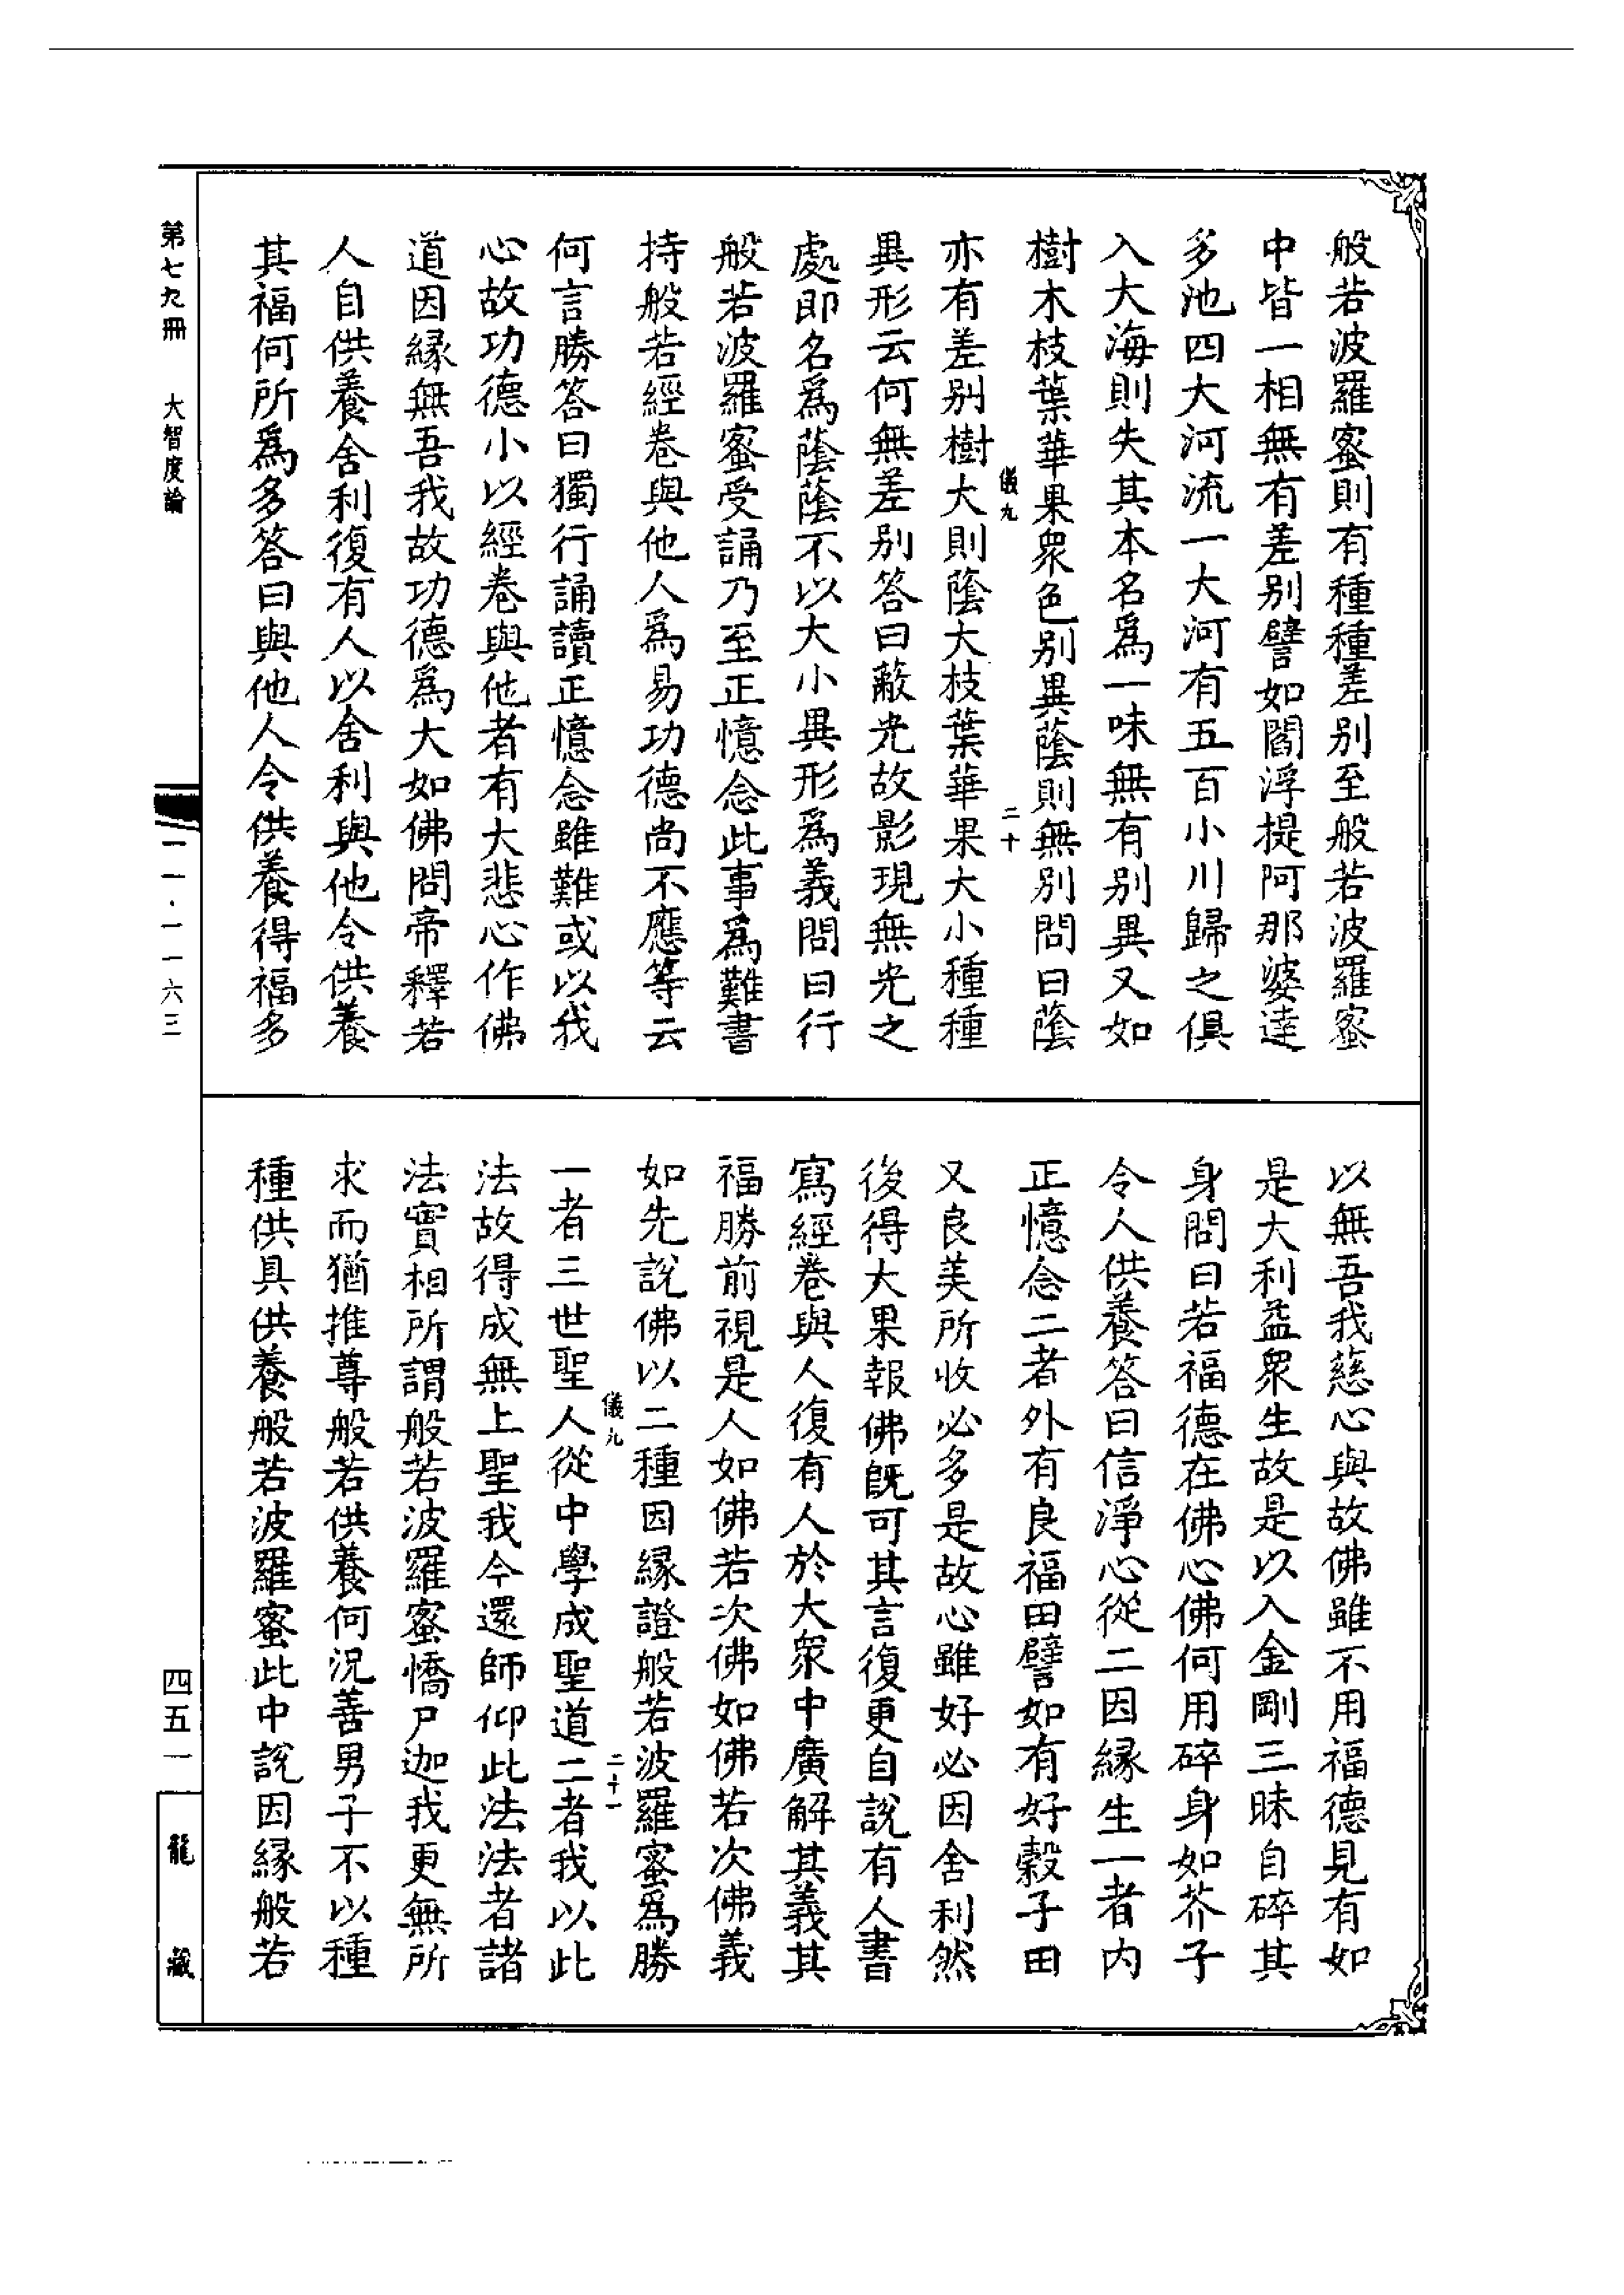 般若波羅蜜則有種種差別至般若波羅蜜
中皆一相無有差別譬如閻浮提阿那婆達
多池四大河流一大河有五百小川歸之俱
入大海則失其本名為一味無有別異又如
樹木枝葉華果眾色別異蔭則無別問曰蔭
亦有差別樹大則蔭大枝葉華果大小種種
異形云何無差別答曰蔽光故影現無光之
處即名為蔭蔭不以大小異形為義問曰行
般若波羅蜜受誦乃至正憶念此事為難書
持般若經卷與他人為易功德尚不應等云
何言勝答曰獨行誦讀正憶念雖難或以我
心故功德小以經卷與他者有大悲心作佛
道因緣無吾我故功德為大如佛問帝釋若
人自供養舍利復有人以舍利與他令供養
其福何所為多答曰與他人令供養得福多
儀九
二十
以無吾我慈心與故佛雖不用福德見有如
是大利益眾生故是以入金剛三昧自碎其
身問曰若福德在佛心佛何用碎身如芥子
令人供養答曰信淨心從二因緣生一者內
正憶念二者外有良福田譬如有好穀子田
又良美所收必多是故心雖好必因舍利然
後得大果報佛既可其言復更自說有人書
寫經卷與人復有人於大眾中廣解其義其
福勝前視是人如佛若次佛如佛若次佛義
如先說佛以二種因緣證般若波羅蜜為勝
一者三世聖人從中學成聖道二者我以此
法故得成無上聖我今還師仰此法法者諸
法實相所謂般若波羅蜜憍尸迦我更無所
求而猶推尊般若供養何況善男子不以種
種供具供養般若波羅蜜此中說因緣般若
儀九
二十一
第七九冊
大智度論
一一·一一六三
四五一
龍藏